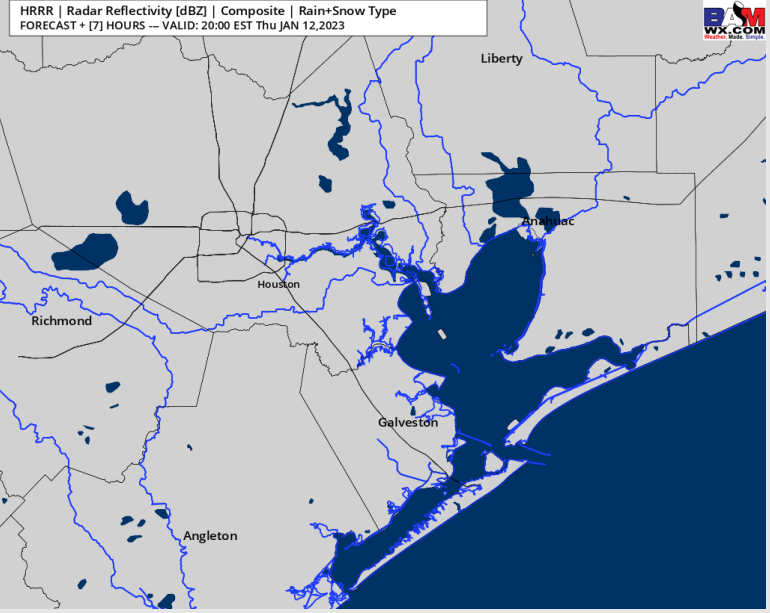 HRRR | Radar Reflectivity [dBZ] | Composite | Rain+Snow Type
FORECAST + [7] HOURS --- VALID: 20:00 EST Thu JAN 12,2023
BAM
WX.COM
Weather. Made. Simple.
Liberty
Anahuac
Houston
Richmond
Galveston
Angleton